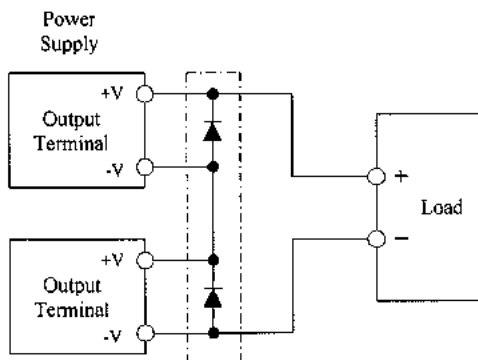 Power
Supply
+V
Output
Terminal
-V
+
Load
−
+V
Output
Terminal
-V